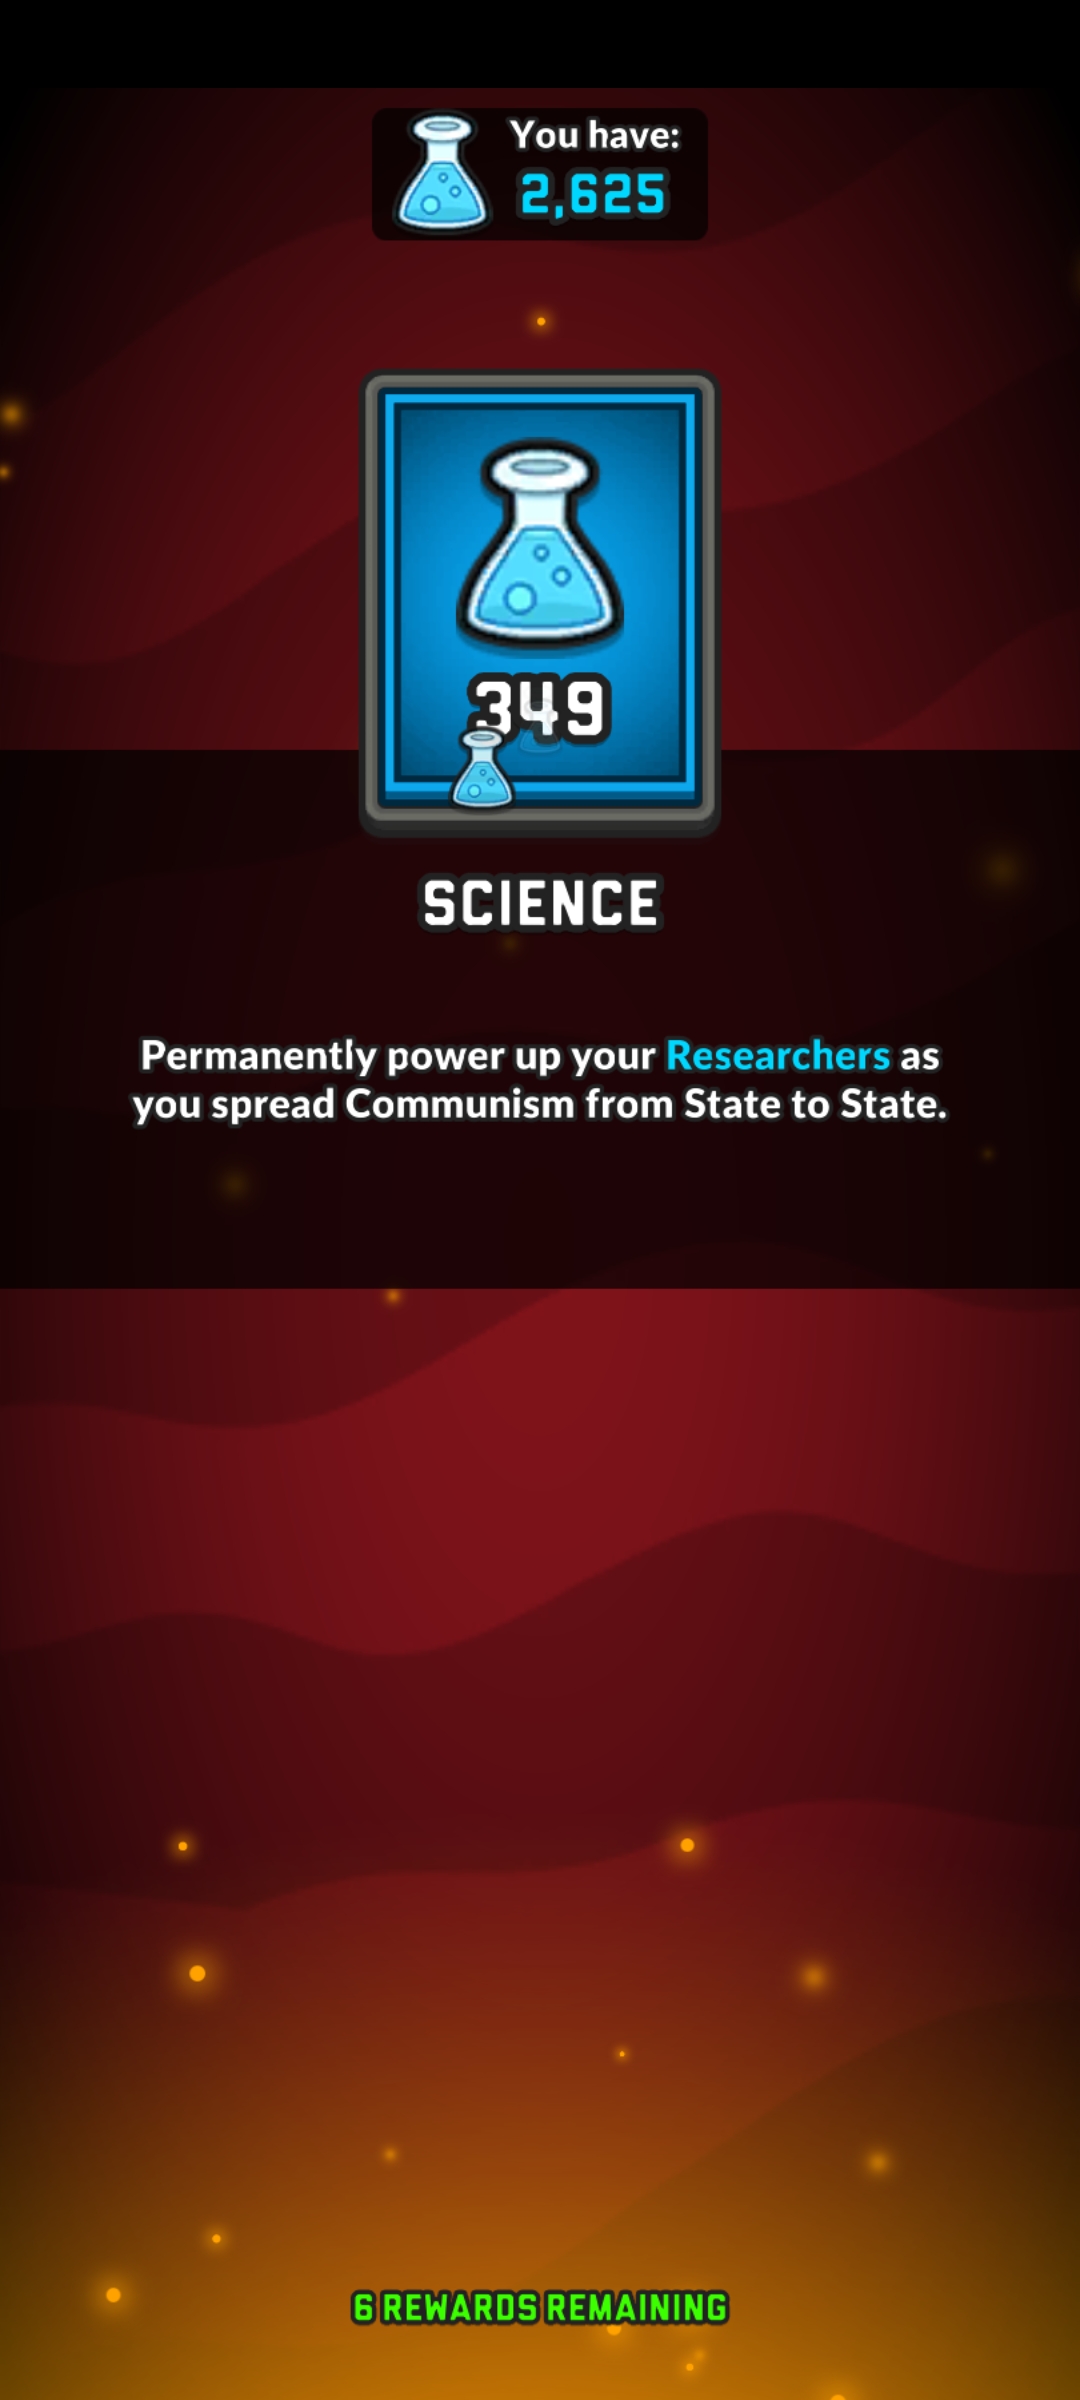 You have:
2,625
349
SCIENCE
Permanently power up your Researchers as
you spread Communism from State to State.
6 REWARDS REMAINING